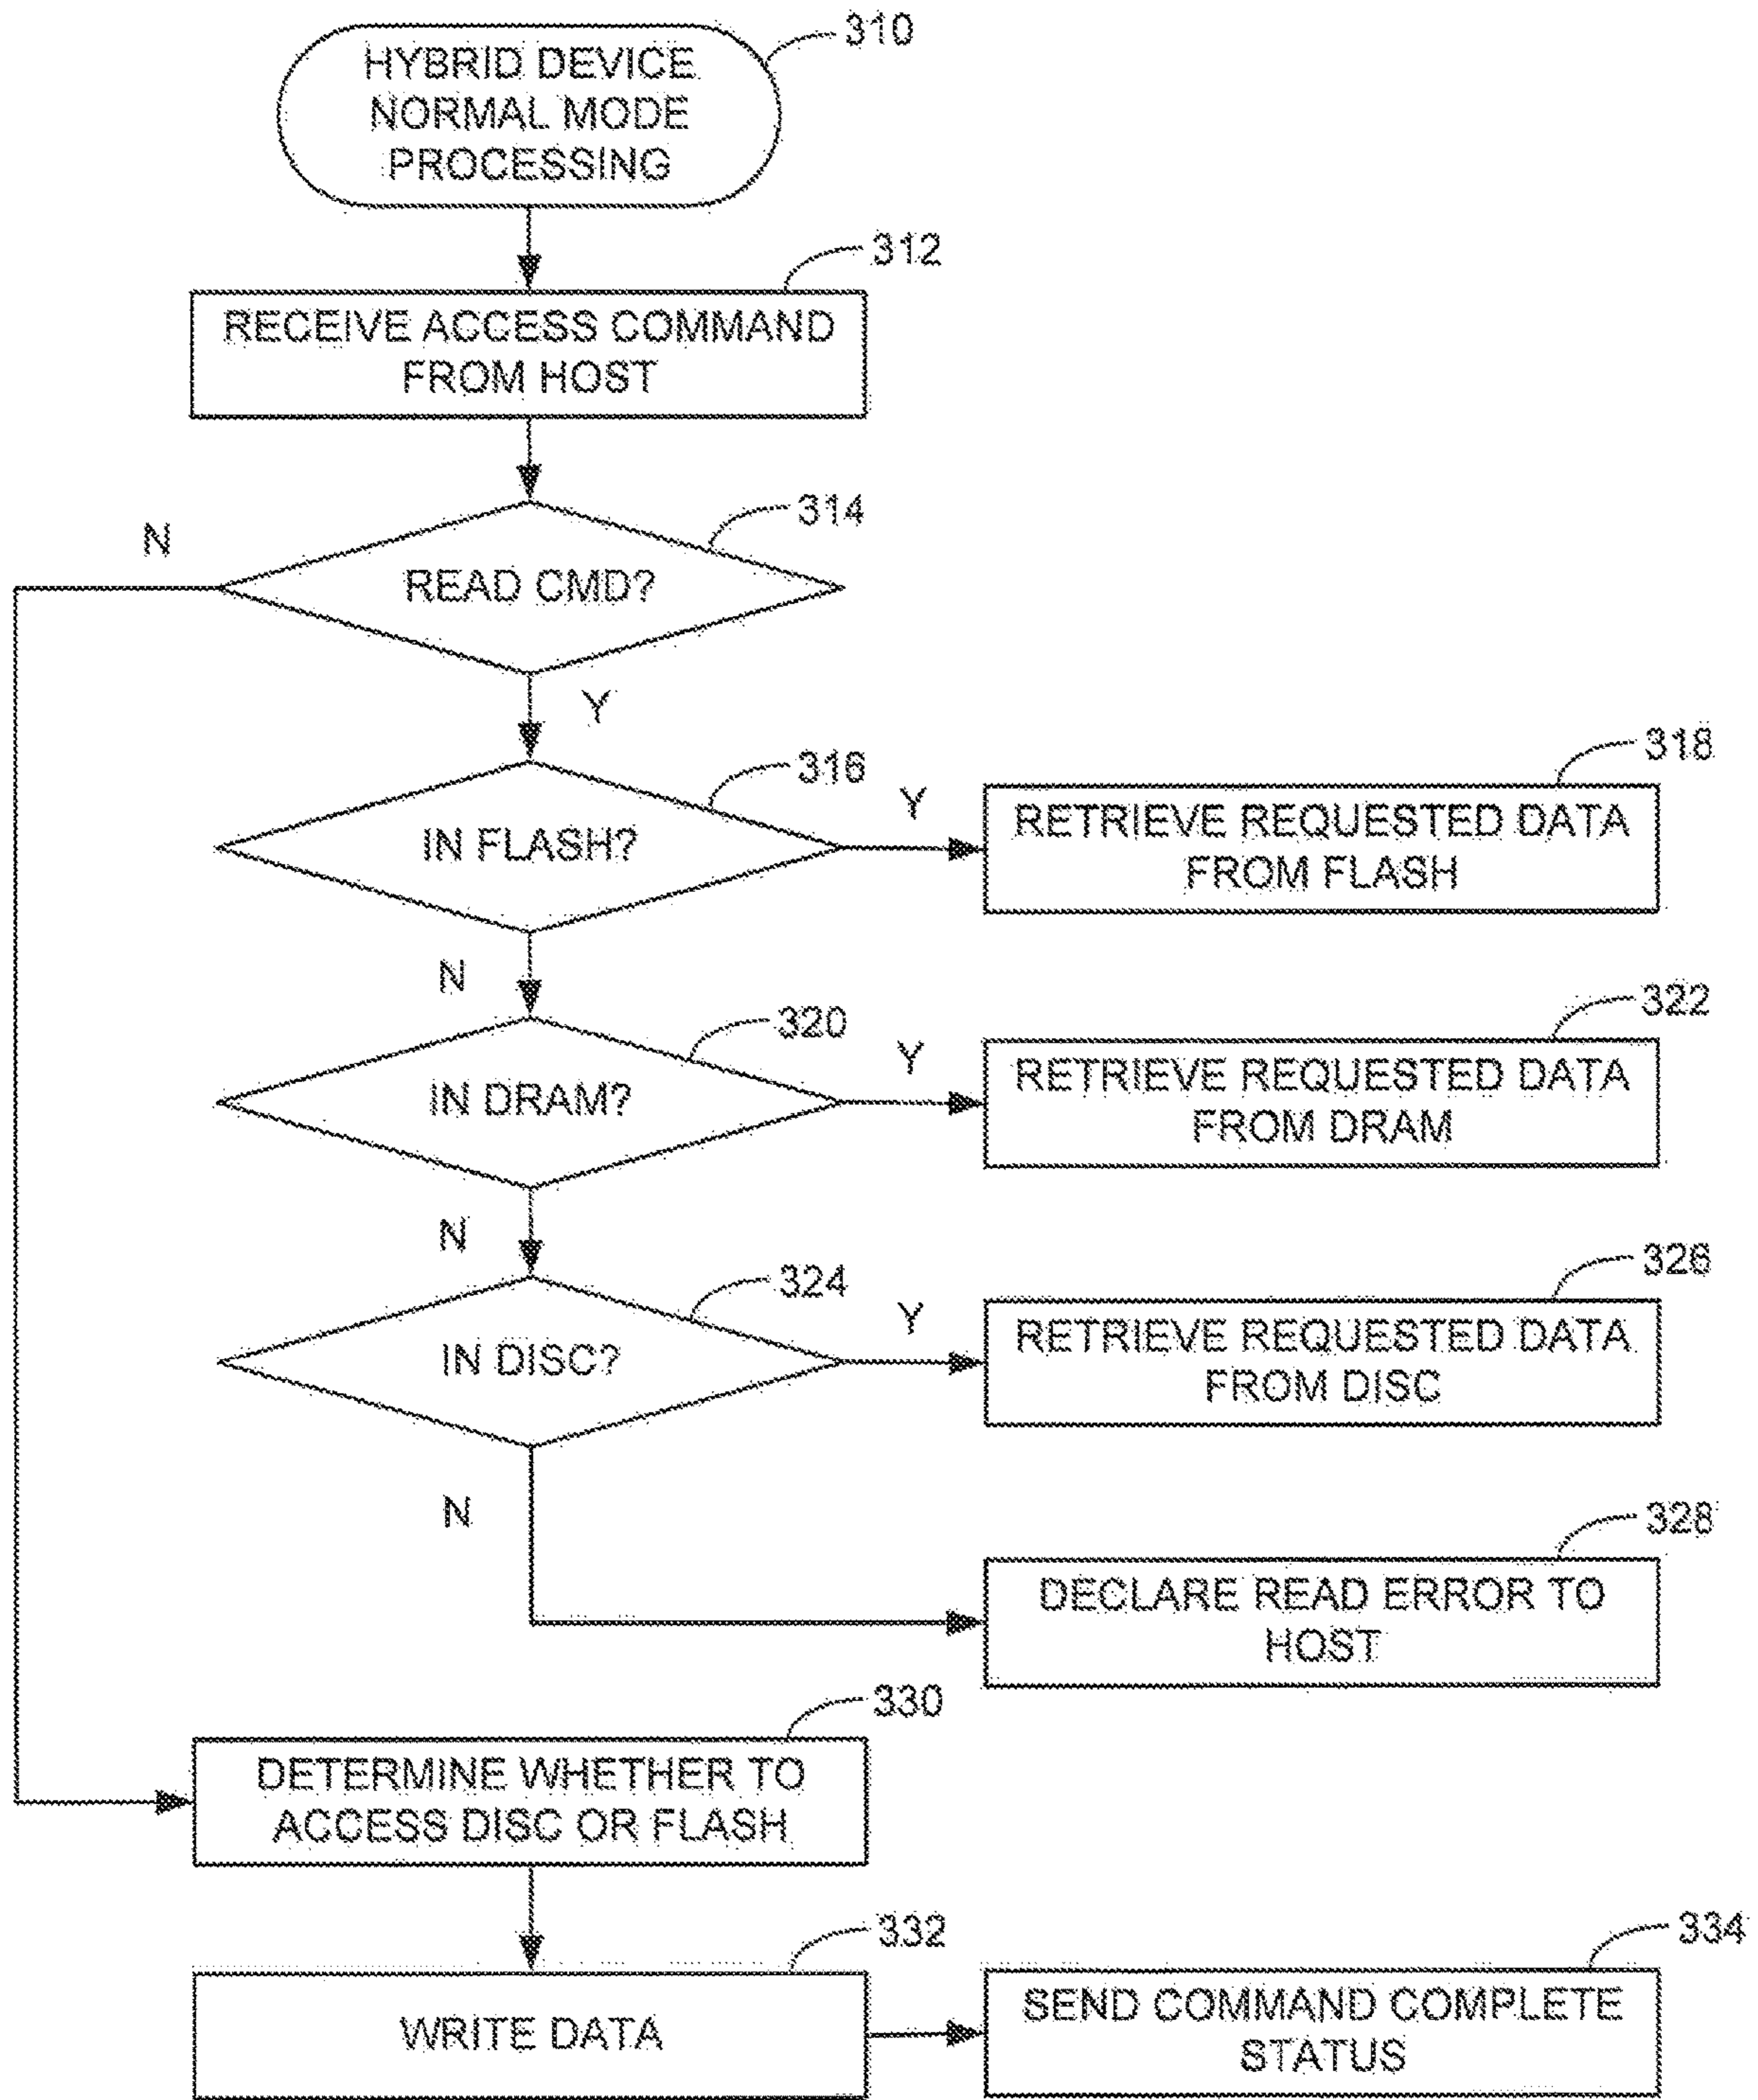 310
HYBRID DEVICE
NORMAL MODE
PROCESSING
312
RECEIVE ACCESS COMMAND
FROM HOST
314
N
READ CMD?
Y
316
318
IN FLASH?
Y
RETRIEVE REQUESTED DATA
FROM FLASH
N
320
322
IN DRAM?
Y
RETRIEVE REQUESTED DATA
FROM DRAM
N
324
326
IN DISC?
Y
RETRIEVE REQUESTED DATA
FROM DISC
N
328
DECLARE READ ERROR TO
HOST
330
DETERMINE WHETHER TO
ACCESS DISC OR FLASH
332
334
WRITE DATA
SEND COMMAND COMPLETE
STATUS